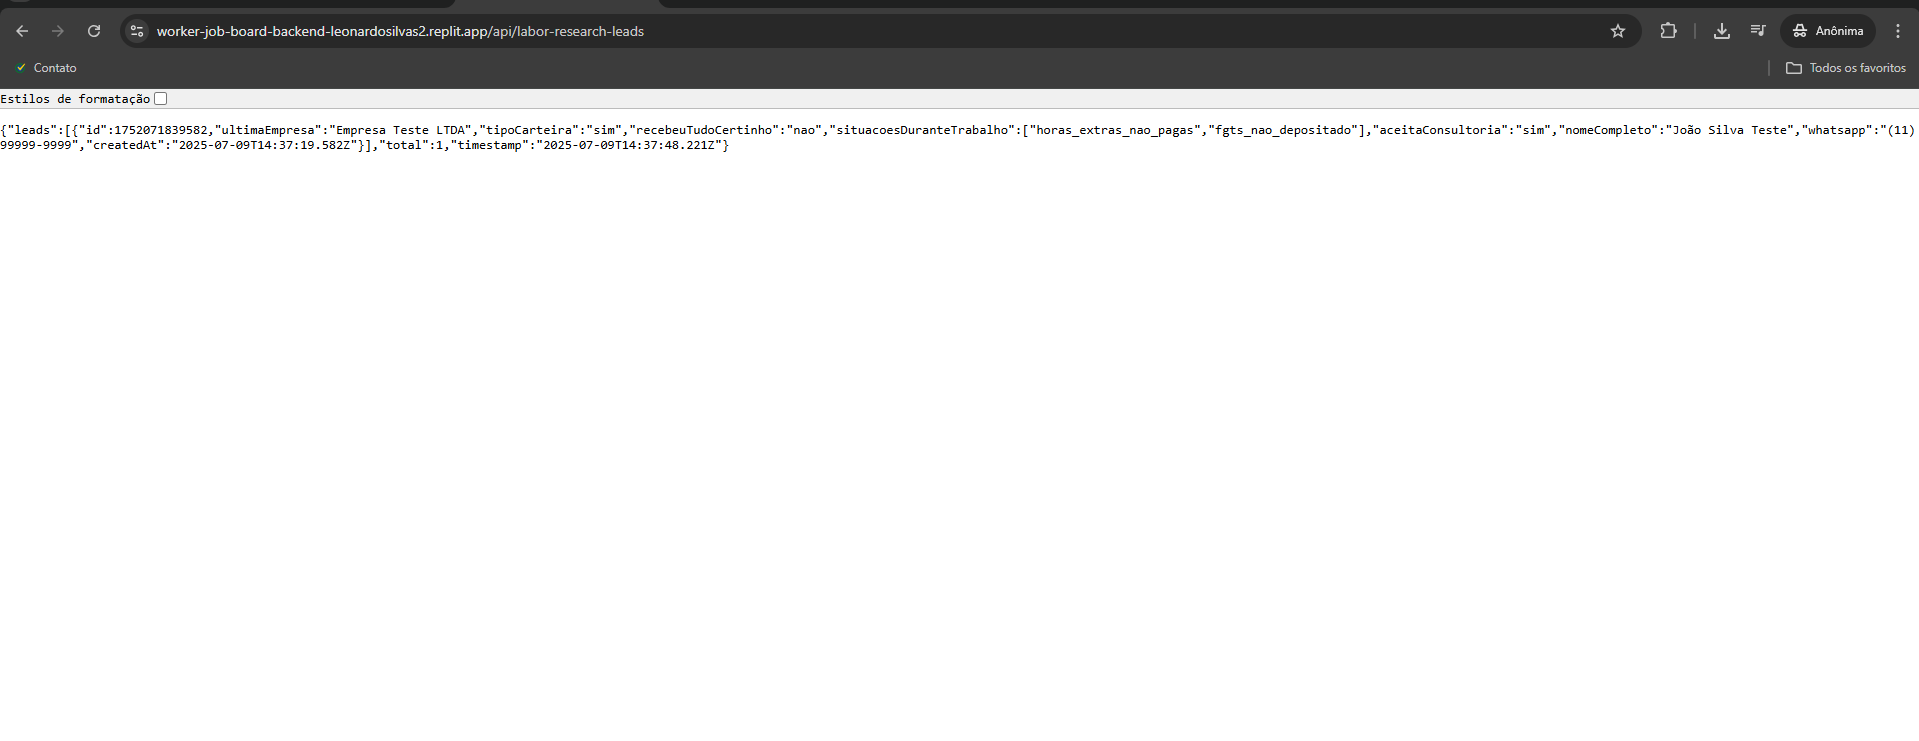 worker-job-board-backend-leonardosilvas2.replit.app/api/labor-research-leads
Anônima
Contato
Todos os favoritos
Estilos de formatação
{"leads":[{"id":1752071839582,"ultimaEmpresa":"Empresa Teste LTDA","tipoCarteira":"sim","recebeuTudoCertinho":"nao","situacoesDuranteTrabalho":["horas_extras_nao_pagas","fgts_nao_depositado"],"aceitaConsultoria":"sim","nomeCompleto":"João Silva Teste","whatsapp":"(11)
99999-9999","createdAt":"2025-07-09T14:37:19.582Z"}],"total":1,"timestamp":"2025-07-09T14:37:48.221Z"}